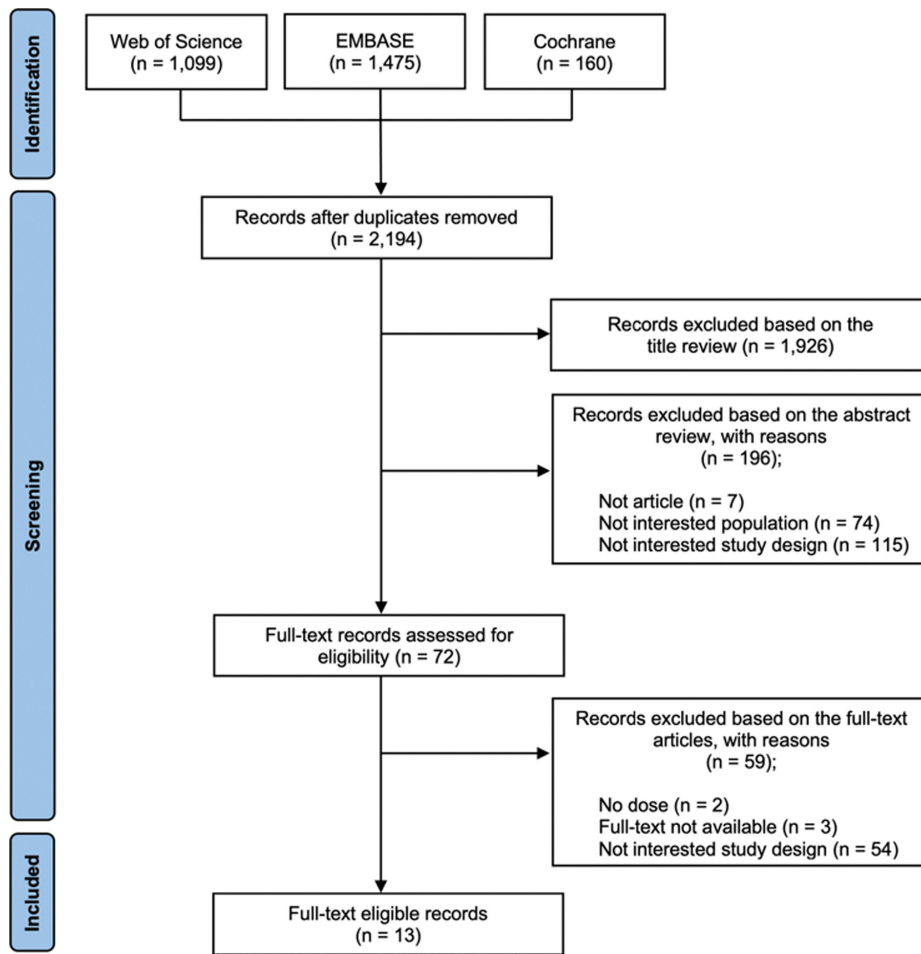 Identification
Web of Science
(n = 1,099)
EMBASE
(n = 1,475)
Cochrane
(n = 160)
Screening
Records after duplicates removed
(n = 2,194)
Records excluded based on the
title review (n = 1,926)
Records excluded based on the abstract
review, with reasons
(n = 196);
Not article (n = 7)
Not interested population (n = 74)
Not interested study design (n = 115)
Full-text records assessed for
eligibility (n = 72)
Records excluded based on the full-text
articles, with reasons
(n = 59);
No dose (n = 2)
Full-text not available (n = 3)
Not interested study design (n = 54)
Included
Full-text eligible records
(n = 13)